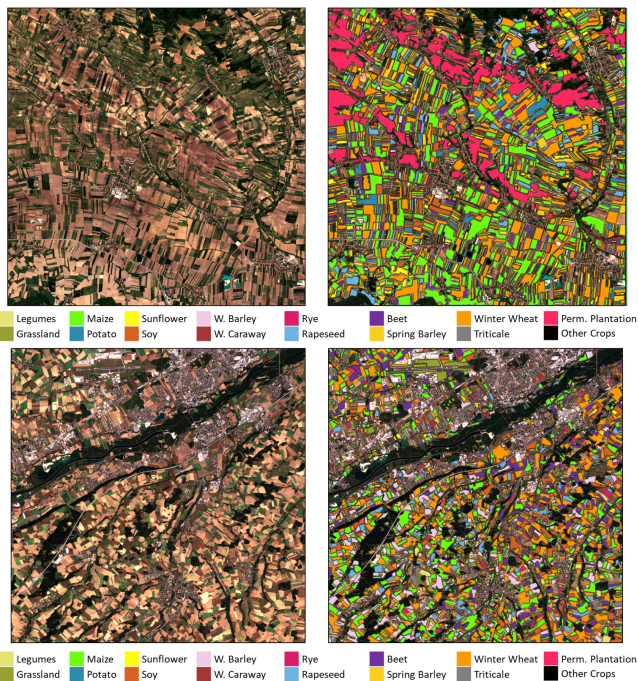 Legumes Maize Sunflower W. Barley Rye Beet Winter Wheat Perm. Plantation
Grassland Potato Soy W. Caraway Rapeseed Spring Barley Triticale Other Crops
Legumes Maize Sunflower W. Barley Rye Beet Winter Wheat Perm. Plantation
Grassland Potato Soy W. Caraway Rapeseed Spring Barley Triticale Other Crops